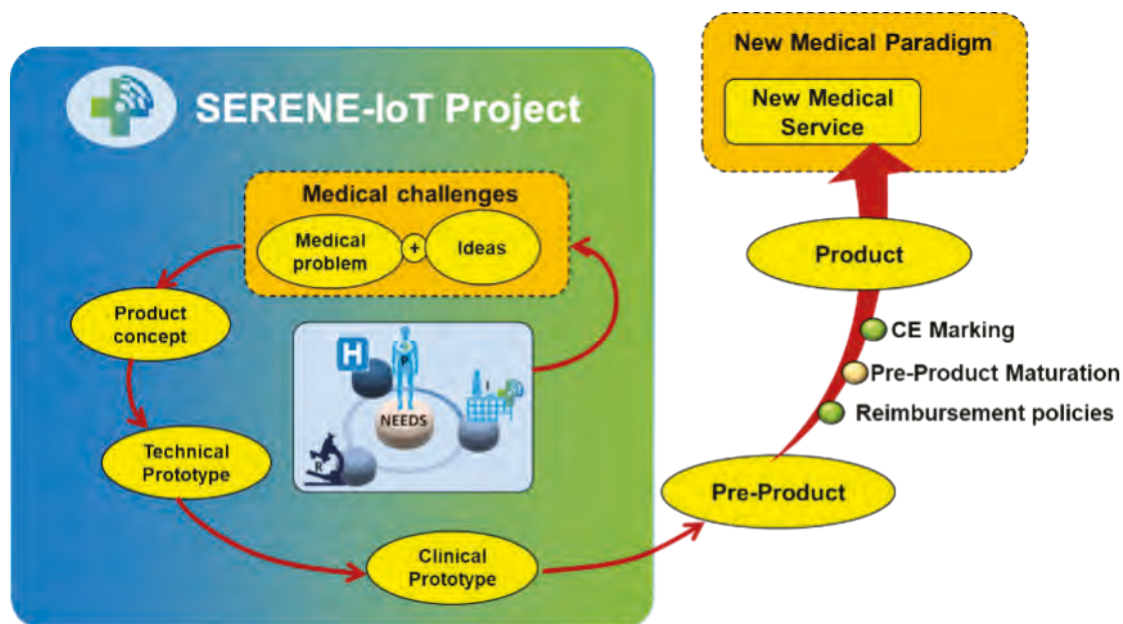 SERENE-IoT Project
Medical challenges
Medical
problem
+
Ideas
Product
concept
H
P
I
NEEDS
R
Technical
Prototype
Clinical
Prototype
New Medical Paradigm
New Medical
Service
Product
CE Marking
Pre-Product Maturation
Reimbursement policies
Pre-Product